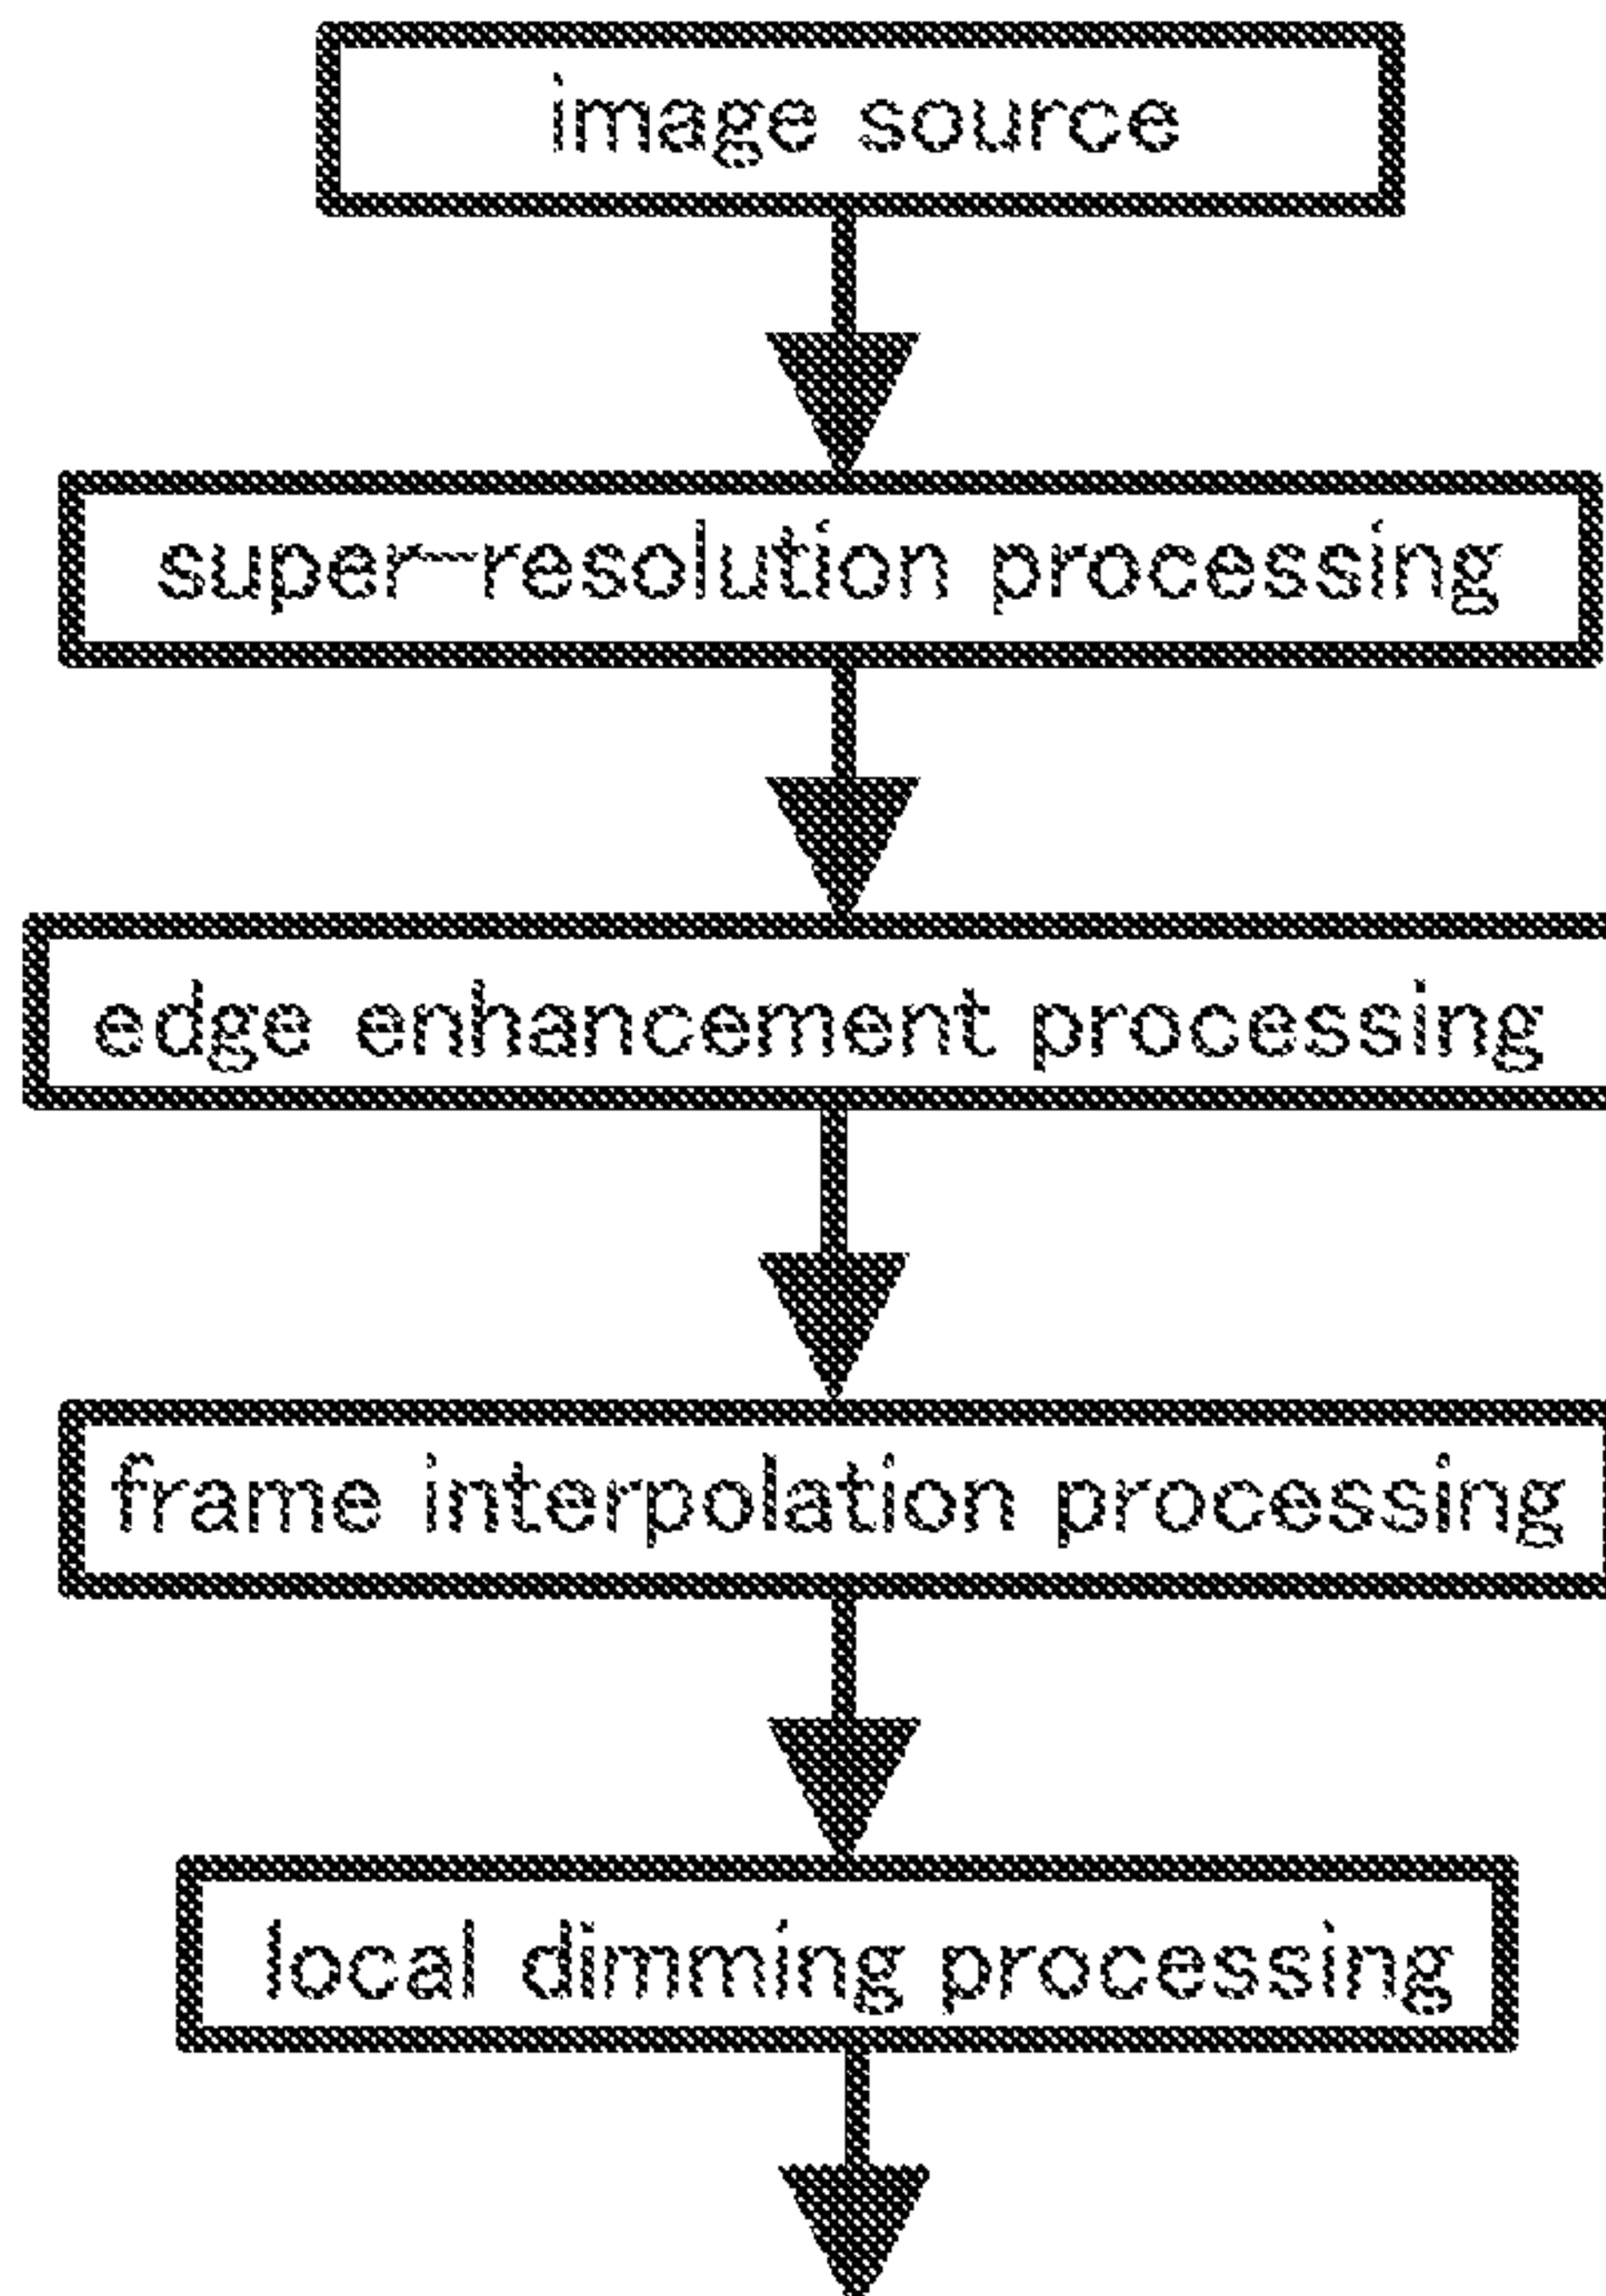 image source
super-resolution processing
edge enhancement processing
frame interpolation processing
local dimming processing